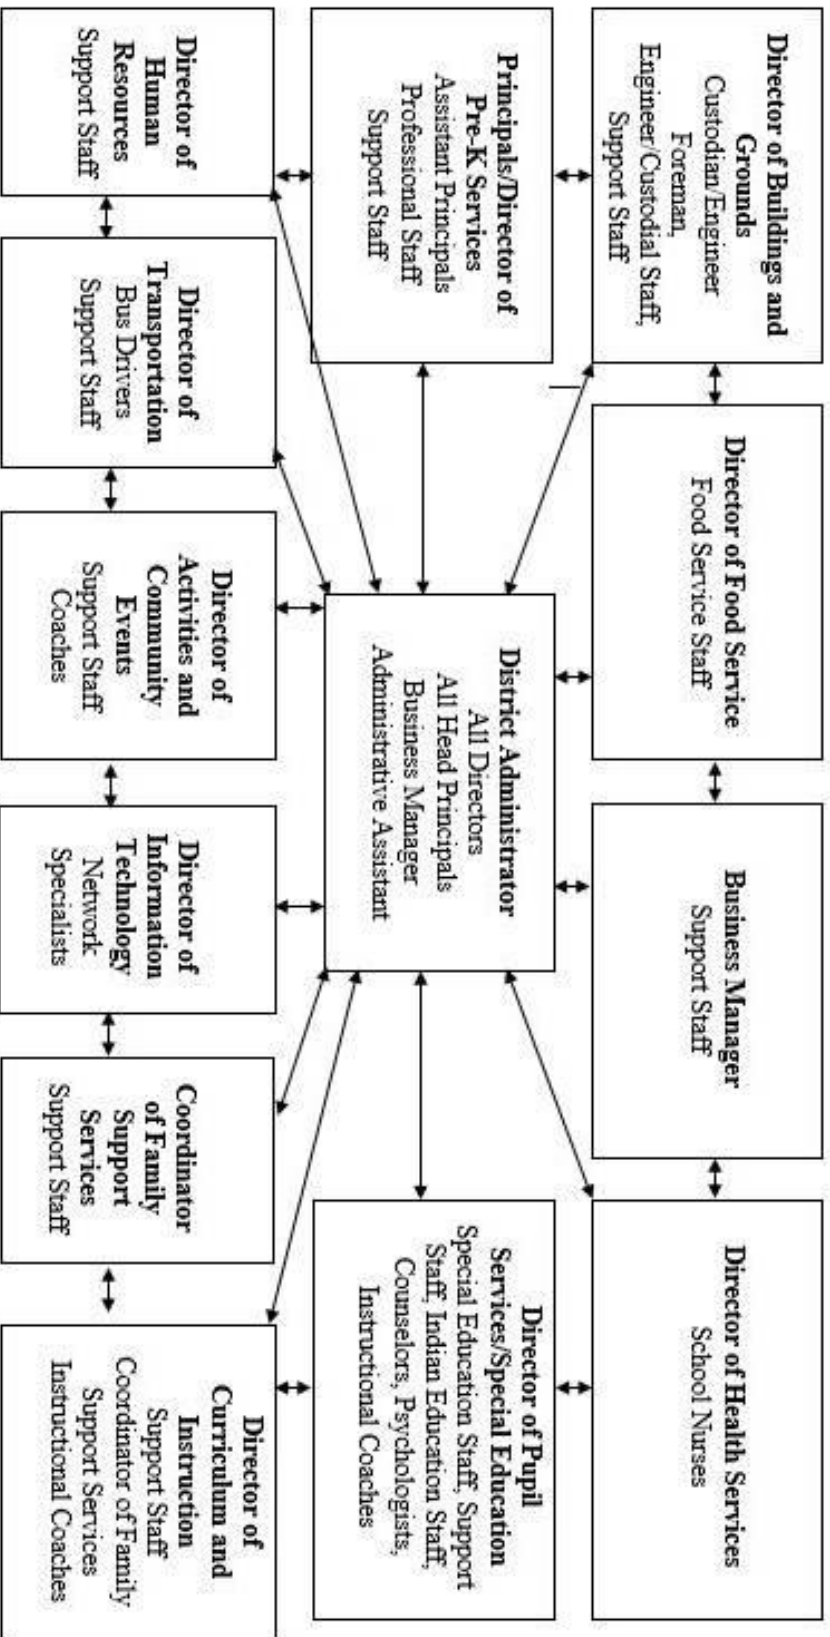 Director of Buildings and
Grounds
Custodian/Engineer
Foreman,
Engineer/Custodial Staff,
Support Staff
Director of Food Service
Food Service Staff
Business Manager
Support Staff
Director of Health Services
School Nurses
Principals/Director of
Pre-K Services
Assistant Principals
Professional Staff
Support Staff
District Administrator
All Directors
All Head Principals
Business Manager
Administrative Assistant
Director of Pupil
Services/Special Education
Special Education Staff, Support
Staff, Indian Education Staff,
Counselors, Psychologists,
Instructional Coaches
Director of
Human
Resources
Support Staff
Director of
Transportation
Bus Drivers
Support Staff
Director of
Activities and
Community
Events
Support Staff
Coaches
Director of
Information
Technology
Network
Specialists
Coordinator
of Family
Support
Services
Support Staff
Director of
Curriculum and
Instruction
Support Staff
Coordinator of Family
Support Services
Instructional Coaches